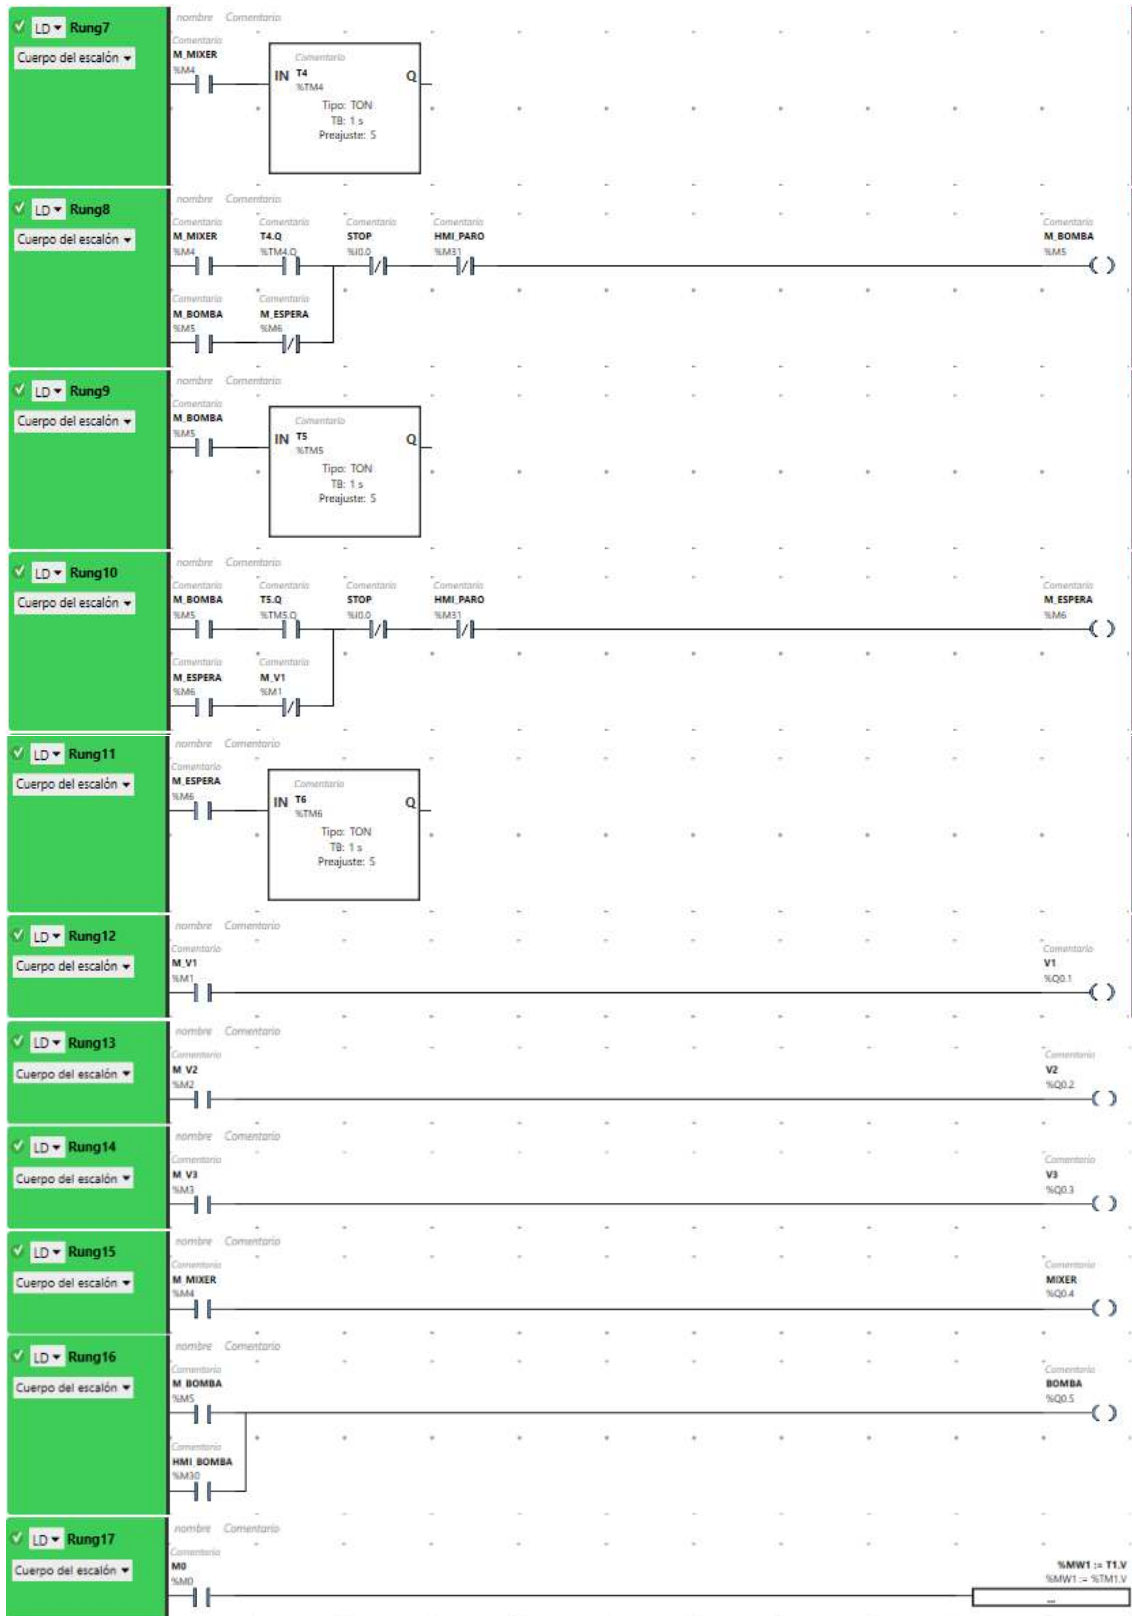 nombre Comentario
LD Rung7
Cuerpo del escalón
Comentario
M_MIXER
%M4
Comentario
IN T4 Q
%TM4
Tipo: TON
TB: 1 s
Preajuste: 5
nombre Comentario
LD Rung8
Cuerpo del escalón
Comentario Comentario Comentario Comentario Comentario
M_MIXER T4.Q STOP HMI_PARO M_BOMBA
%M4 %TM4.Q %I0.0 %M31 %M5
Comentario Comentario
M_BOMBA M_ESPERA
%M5 %M6
nombre Comentario
LD Rung9
Cuerpo del escalón
Comentario
M_BOMBA
%M5
Comentario
IN T5 Q
%TM5
Tipo: TON
TB: 1 s
Preajuste: 5
nombre Comentario
LD Rung10
Cuerpo del escalón
Comentario Comentario Comentario Comentario Comentario
M_BOMBA T5.Q STOP HMI_PARO M_ESPERA
%M5 %TM5.Q %I0.0 %M31 %M6
Comentario Comentario
M_ESPERA M_V1
%M6 %M1
nombre Comentario
LD Rung11
Cuerpo del escalón
Comentario
M_ESPERA
%M6
Comentario
IN T6 Q
%TM6
Tipo: TON
TB: 1 s
Preajuste: 5
nombre Comentario
LD Rung12
Cuerpo del escalón
Comentario Comentario
M_V1 V1
%M1 %Q0.1
nombre Comentario
LD Rung13
Cuerpo del escalón
Comentario Comentario
M_V2 V2
%M2 %Q0.2
nombre Comentario
LD Rung14
Cuerpo del escalón
Comentario Comentario
M_V3 V3
%M3 %Q0.3
nombre Comentario
LD Rung15
Cuerpo del escalón
Comentario Comentario
M_MIXER MIXER
%M4 %Q0.4
nombre Comentario
LD Rung16
Cuerpo del escalón
Comentario Comentario
M_BOMBA BOMBA
%M5 %Q0.5
Comentario
HMI_BOMBA
%M30
nombre Comentario
LD Rung17
Cuerpo del escalón
Comentario
M0 %MW1 := T1.V
%M0 %MW1 := %TM1.V
...